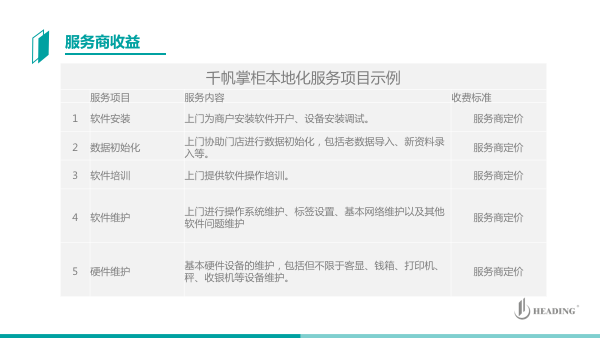 服务商收益
千帆掌柜本地化服务项目示例
服务项目 服务内容 收费标准
1 软件安装 上门为商户安装软件开户、设备安装调试。 服务商定价
2 数据初始化 上门协助门店进行数据初始化，包括老数据导入、新资料录
入等。 服务商定价
3 软件培训 上门提供软件操作培训。 服务商定价
4 软件维护 上门进行操作系统维护、标签设置、基本网络维护以及其他
软件问题维护 服务商定价
5 硬件维护 基本硬件设备的维护，包括但不限于客显、钱箱、打印机、
秤、收银机等设备维护。 服务商定价
HEADING